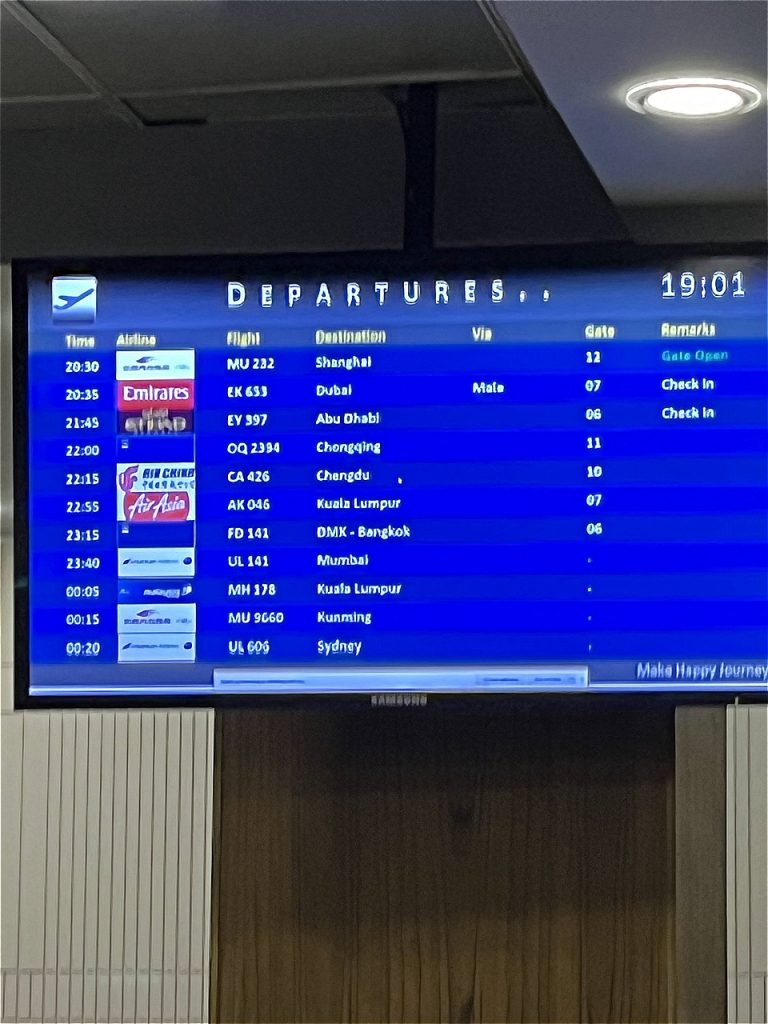 DEPARTURES.. 19:01
Time Airline Flight Destination Via Gate Remarks
20:30 MU 232 Shanghai 12 Gate Open
20:35 Emirates EK 653 Dubai Male 07 Check In
21:45 EY 397 Abu Dhabi 06 Check In
22:00 OQ 2394 Chongqing 11
22:15 AIR CHINA CA 426 Chengdu 10
22:55 AirAsia AK 046 Kuala Lumpur 07
23:15 FD 141 DMK - Bangkok 06
23:40 UL 141 Mumbai -
00:05 MH 178 Kuala Lumpur -
00:15 MU 9660 Kunming -
00:20 UL 606 Sydney -
Make Happy Journey
SAMSUNG